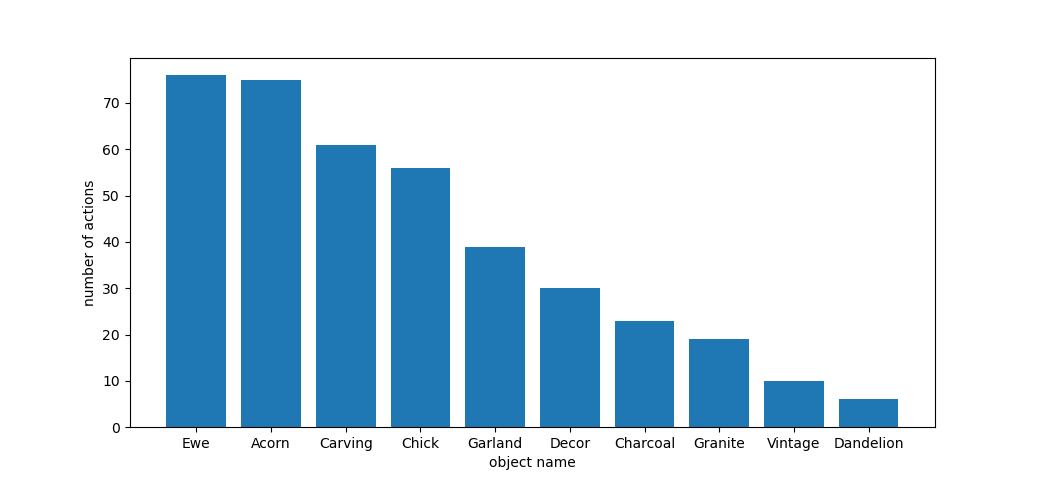 number of actions
70
60
50
40
30
20
10
0
Ewe Acorn Carving Chick Garland Decor Charcoal Granite Vintage Dandelion
object name